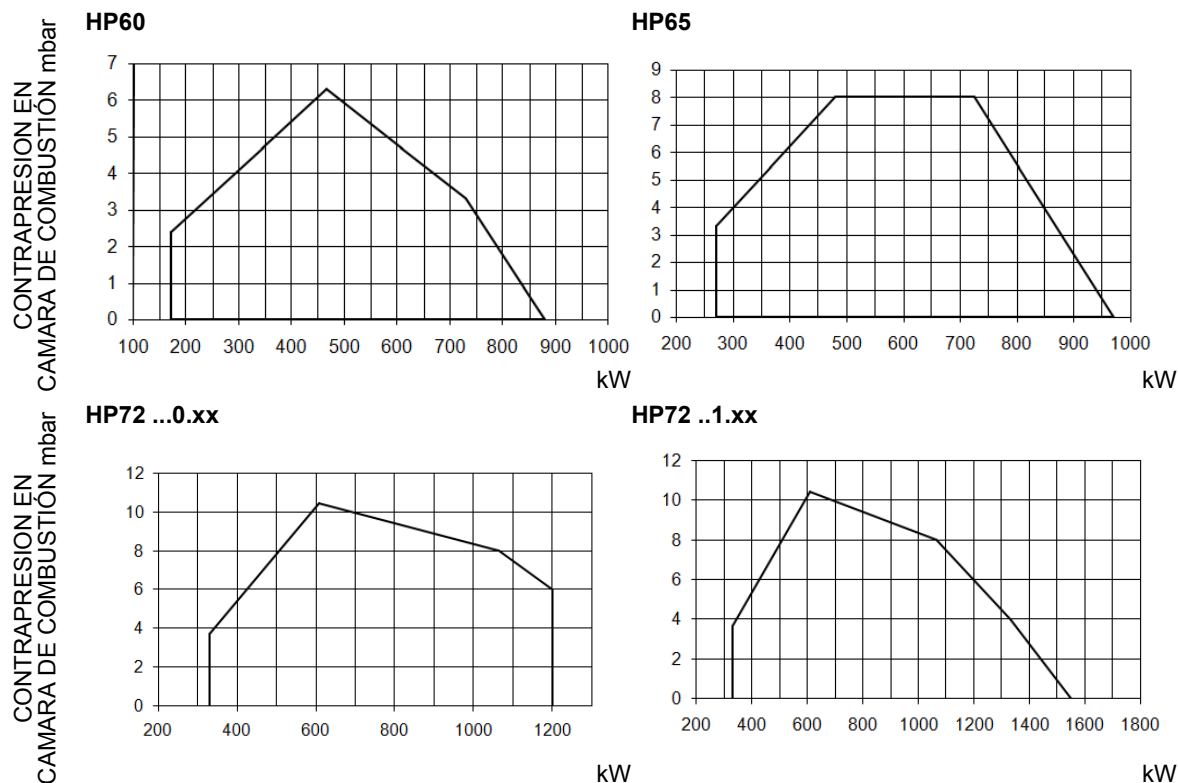 HP60
HP65
CONTRAPRESION EN
CAMARA DE COMBUSTIÓN mbar
7
6
5
4
3
2
1
0
100 200 300 400 500 600 700 800 900 1000
kW
9
8
7
6
5
4
3
2
1
0
200 300 400 500 600 700 800 900 1000
kW
HP72 ...0.xx
HP72 ..1.xx
CONTRAPRESION EN
CAMARA DE COMBUSTIÓN mbar
12
10
8
6
4
2
0
200 400 600 800 1000 1200
kW
12
10
8
6
4
2
0
200 400 600 800 1000 1200 1400 1600 1800
kW